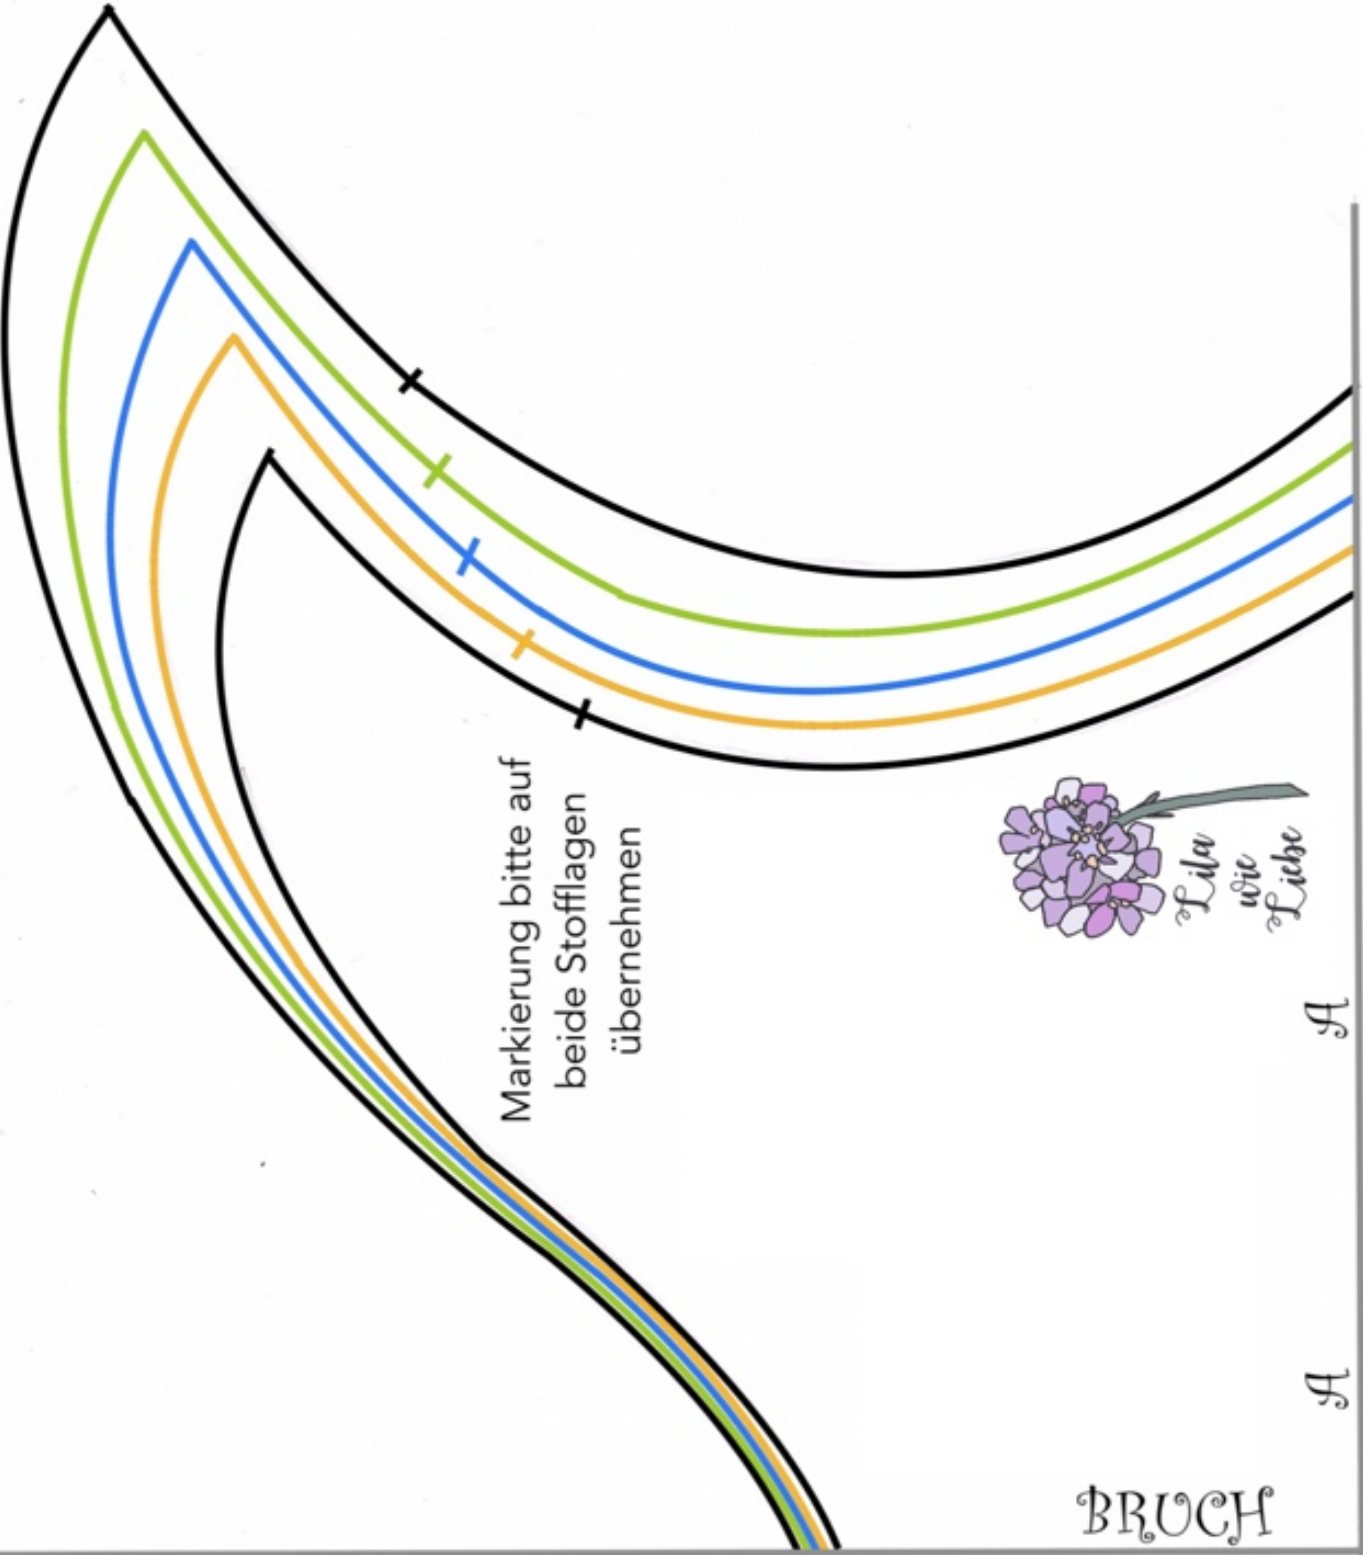 Markierung bitte auf
beide Stofflagen
übernehmen
Lila
wie
Liebe
A
A
BRUCH